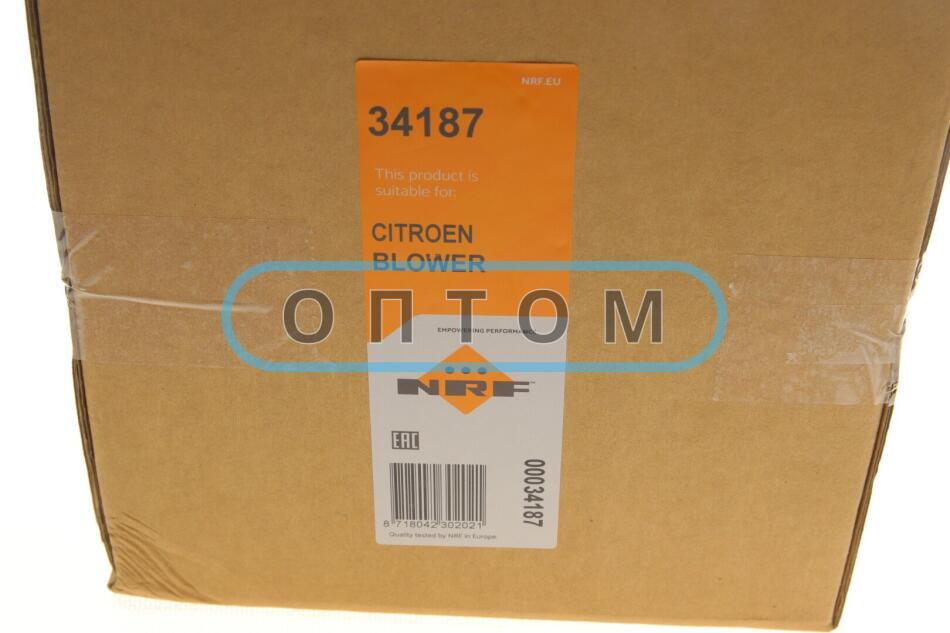 NRF.EU
34187
This product is
suitable for:
CITROEN
BLOWER
ОПТОМ
EMPOWERING PERFORMANCE
NRF™
EAC
00034187
8 718042 302021
Quality tested by NRF in Europe